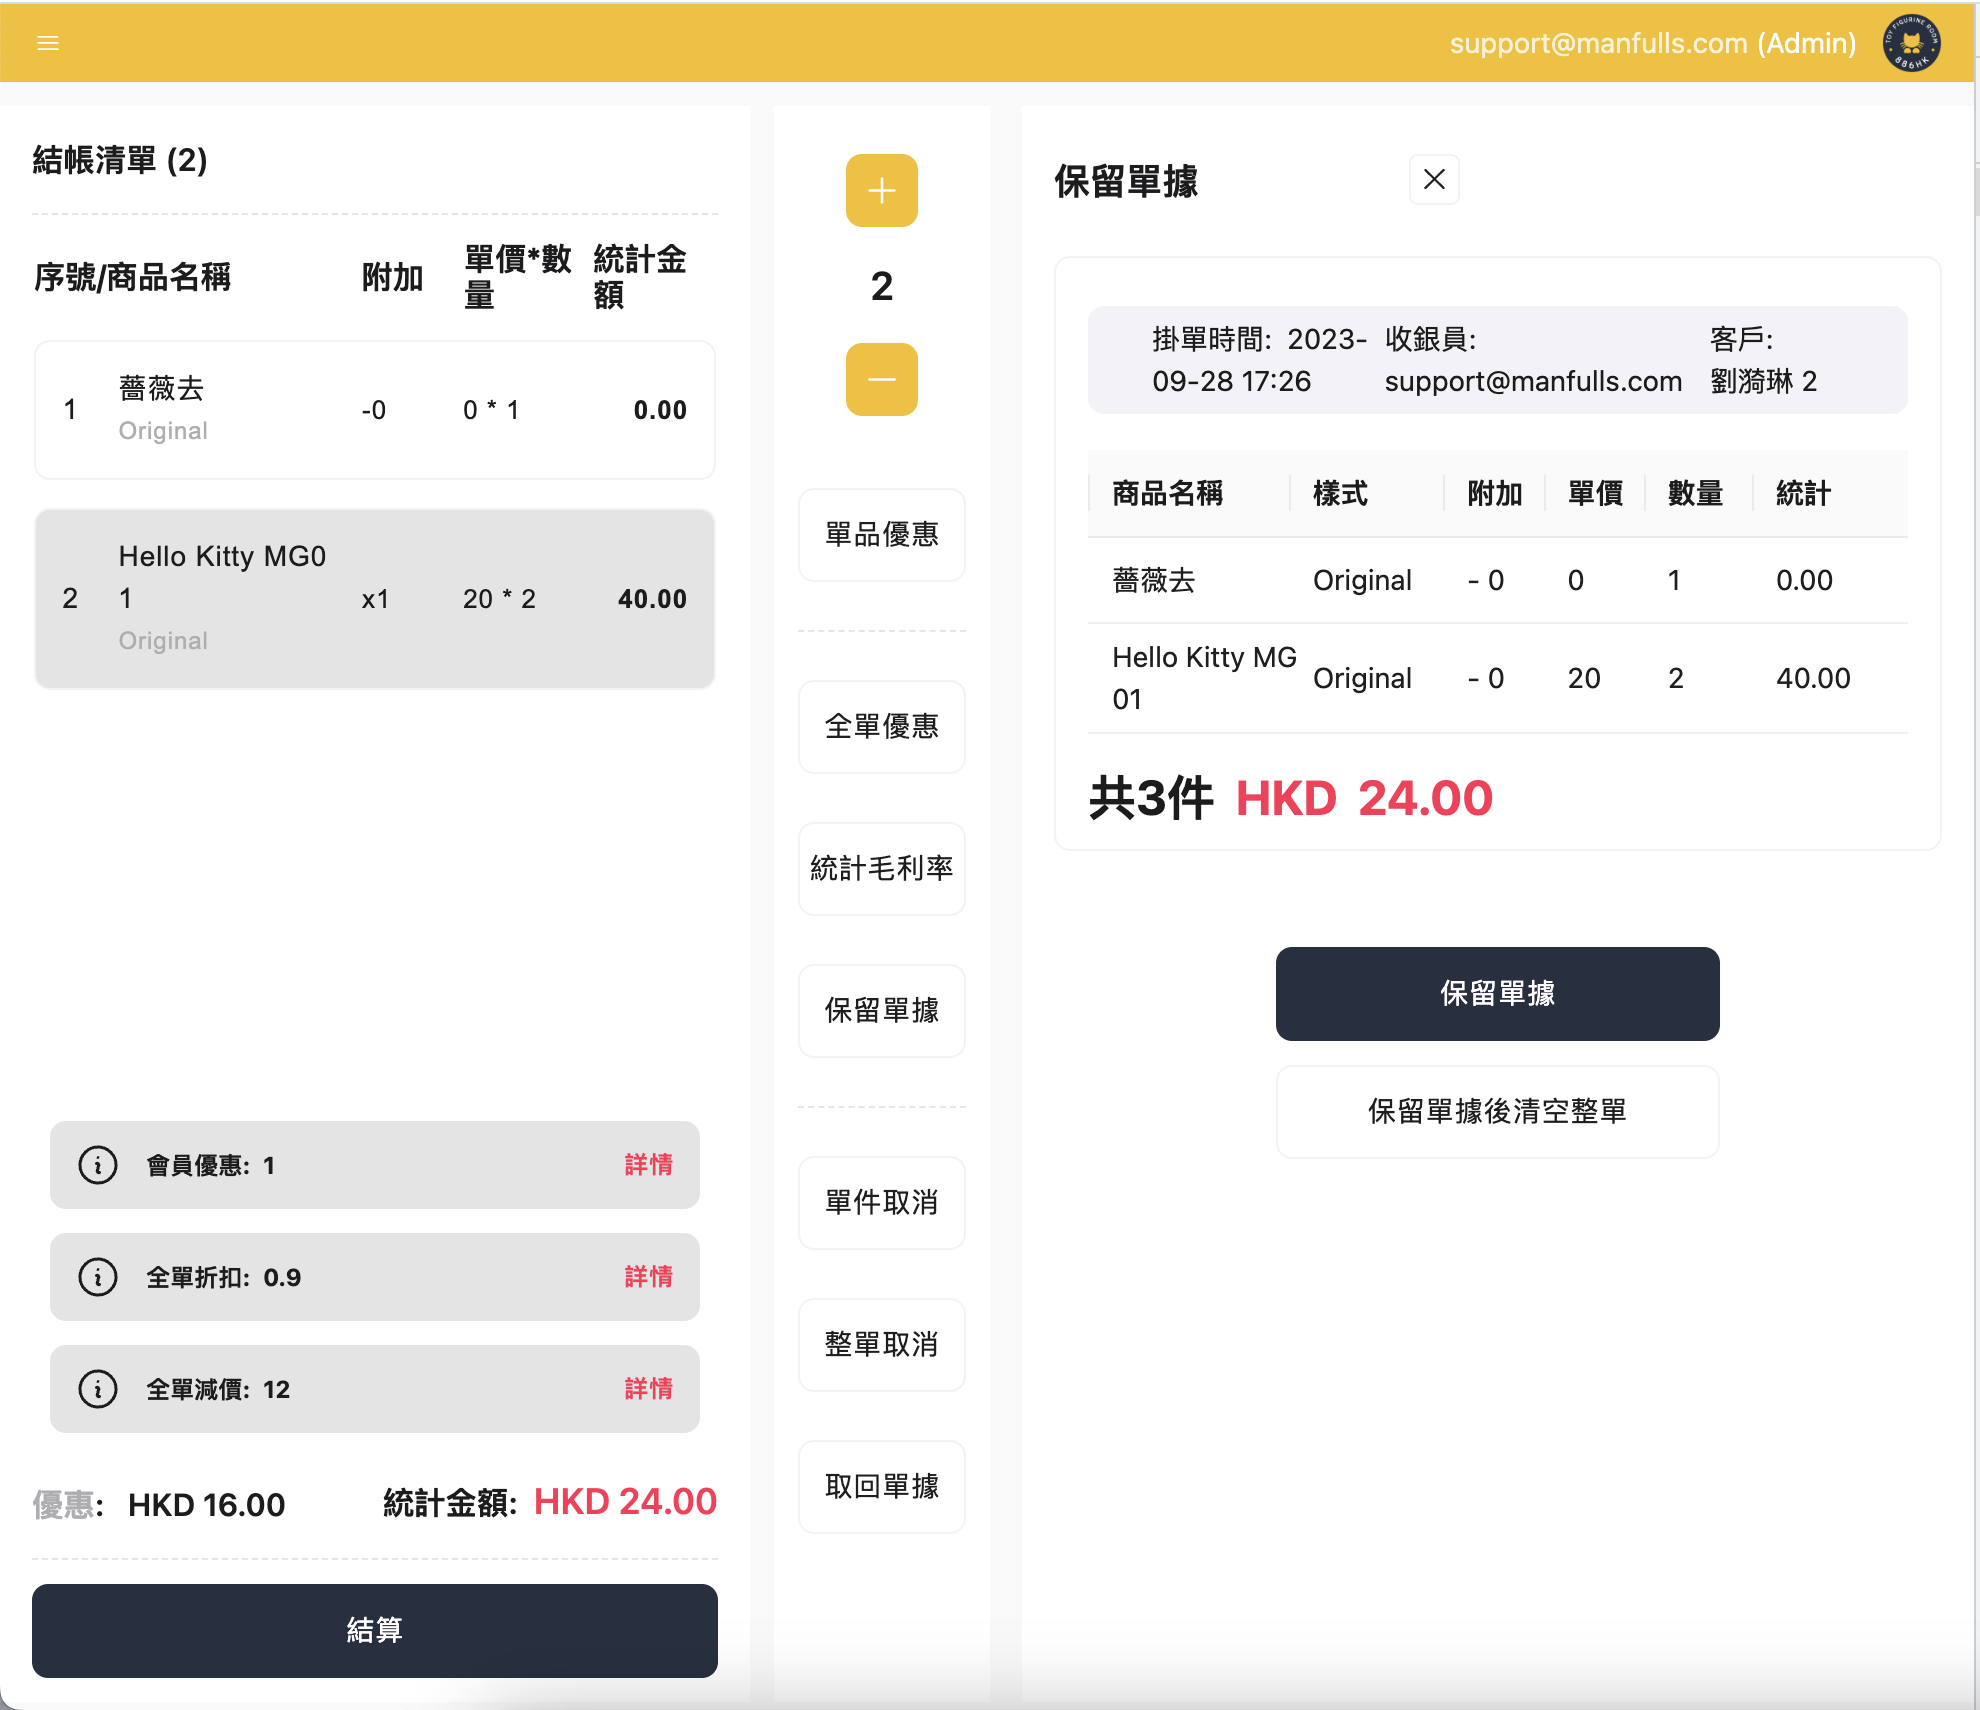 support@manfulls.com (Admin)
TOY FIGURINE ROOM
886HK
結帳清單 (2)
序號/商品名稱 附加 單價*數量 統計金額
1 薔薇去 -0 0 * 1 0.00
Original
2 Hello Kitty MG0
1 x1 20 * 2 40.00
Original
會員優惠: 1 詳情
全單折扣: 0.9 詳情
全單減價: 12 詳情
優惠: HKD 16.00 統計金額: HKD 24.00
結算
2
單品優惠
全單優惠
統計毛利率
保留單據
單件取消
整單取消
取回單據
保留單據
掛單時間: 2023-
09-28 17:26
收銀員:
support@manfulls.com
客戶:
劉漪琳 2
商品名稱 樣式 附加 單價 數量 統計
薔薇去 Original - 0 0 1 0.00
Hello Kitty MG
01 Original - 0 20 2 40.00
共3件 HKD 24.00
保留單據
保留單據後清空整單